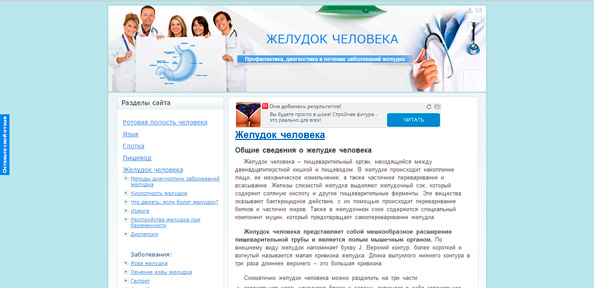 ЖЕЛУДОК ЧЕЛОВЕКА
Профилактика, диагностика и лечение заболеваний желудка
Оставьте свой отзыв
Разделы сайта
Ротовая полость человека
Язык
Глотка
Пищевод
Желудок человека
Методы диагностики заболеваний
желудка
Кислотность желудка
Что делать, если болит желудок?
Изжога
Расстройства желудка при
беременности
Диспепсия
Заболевания:
Язва желудка
Лечение язвы желудка
Гастрит
Она добилась результатов!
Вы будете просто в шоке! Стройная фигура -
это реально для всех!
ЧИТАТЬ
Желудок человека
Общие сведения о желудке человека
Желудок человека – пищеварительный орган, находящийся между
двенадцатиперстной кишкой и пищеводом. В желудке происходит накопление
пищи, ее механическое измельчение, а также частичное переваривание и
всасывание. Железы слизистой желудка выделяют желудочный сок, который
содержит соляную кислоту и другие пищеварительные ферменты. Эти вещества
оказывают бактерицидное действие, с их помощью происходит переваривание
белков и частично жиров. Также в желудочном соке содержится специальный
компонент муцин, который предотвращает самопереваривание желудка.
Желудок человека представляет собой мешкообразное расширение
пищеварительной трубы и является полым мышечным органом. По
внешнему виду желудок напоминает букву J. Верхний контур, более короткий и
вогнутый называется малая кривизна желудка. Длина выпуклого нижнего контура в
три раза длиннее верхнего – это большая кривизна.
Схематично желудок человека можно разделить на три части